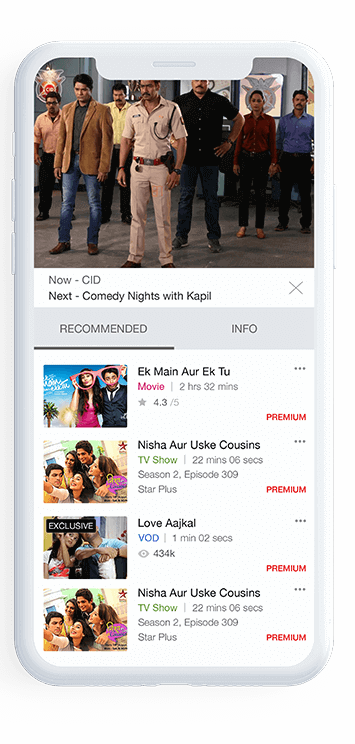 CID
Now - CID
Next - Comedy Nights with Kapil
RECOMMENDED
INFO
Ek Main Aur Ek Tu
Movie | 2 hrs 32 mins
4.3 /5
PREMIUM
Nisha Aur Uske Cousins
TV Show | 22 mins 06 secs
Season 2, Episode 309
Star Plus
PREMIUM
EXCLUSIVE
Love Aajkal
VOD | 1 min 02 secs
434k
PREMIUM
Nisha Aur Uske Cousins
TV Show | 22 mins 06 secs
Season 2, Episode 309
Star Plus
PREMIUM